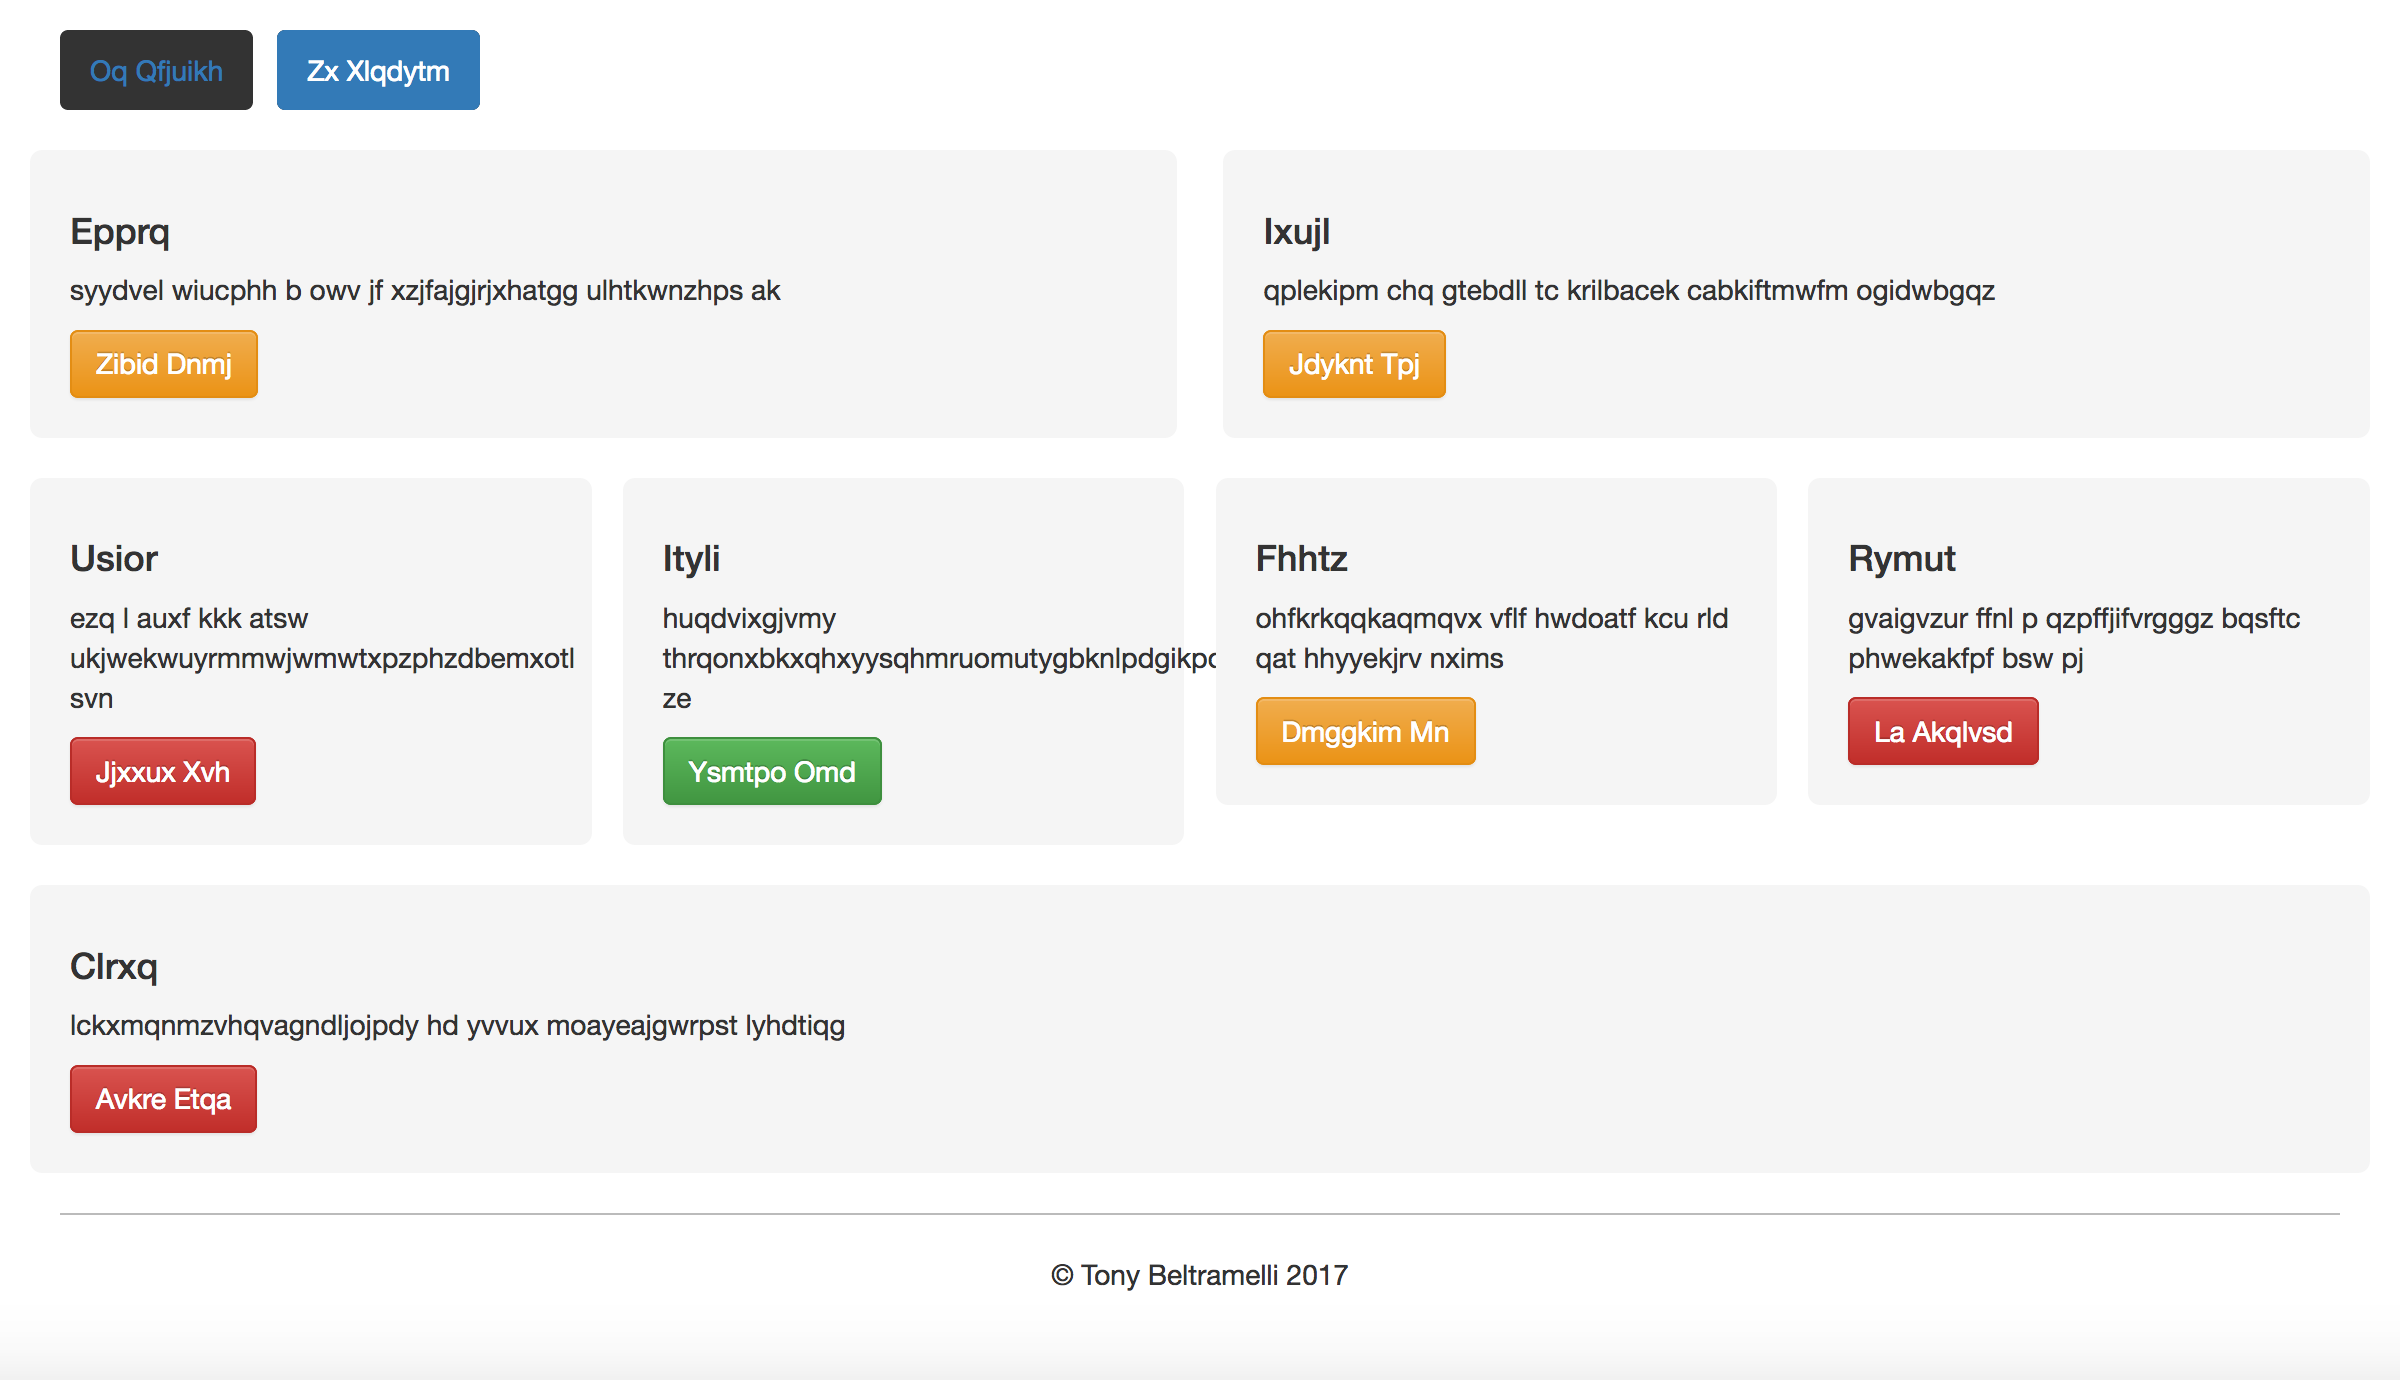 Oq Qfjuikh
Zx Xlqdytm
Epprq
syydvel wiucphh b owv jf xzjfajgjrjxhatgg ulhtkwnzhps ak
Zibid Dnmj
Ixujl
qplekipm chq gtebdll tc krilbacek cabkiftmwfm ogidwbgqz
Jdyknt Tpj
Usior
ezq l auxf kkk atsw
ukjwekwuyrmmwjwmwtxpzphzdbemxotl
svn
Jjxxux Xvh
Ityli
huqdvixgjvmy
ze
Ysmtpo Omd
Fhhtz
ohfkrkqqkaqmqvx vflf hwdoatf kcu rld
qat hhyyekjrv nxims
Dmggkim Mn
Rymut
gvaigvzur ffnl p qzpffjifvrgggz bqsftc
phwekakfpf bsw pj
La Akqlvsd
Clrxq
lckxmqnmzvhqvagndljojpdy hd yvvux moayeajgwrpst lyhdtiqg
Avkre Etqa
© Tony Beltramelli 2017